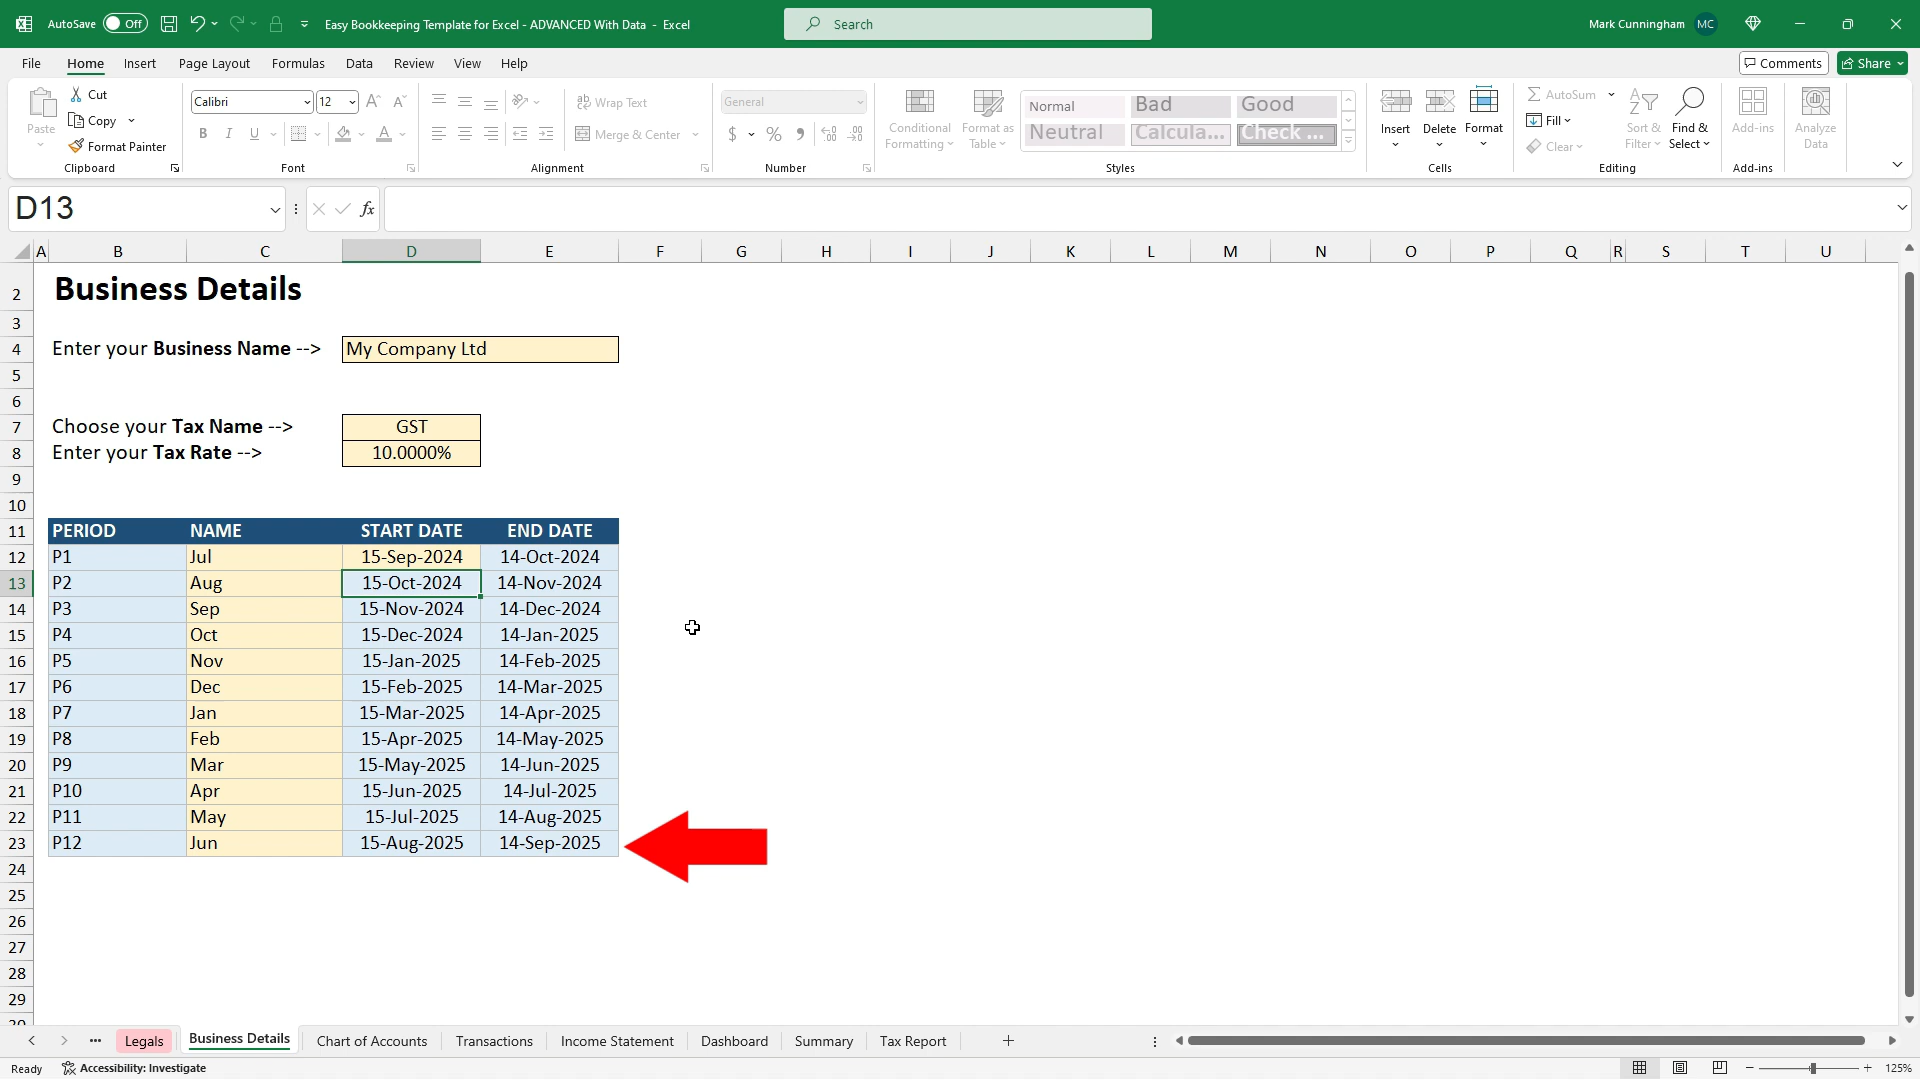 AutoSave Off Easy Bookkeeping Template for Excel - ADVANCED With Data - Excel Search Mark Cunningham MC
File Home Insert Page Layout Formulas Data Review View Help Comments Share
Paste Cut Copy Format Painter Clipboard
Calibri 12 B I U A Font
Wrap Text Merge & Center Alignment
General $ % Number
Conditional Formatting Format as Table
Normal Bad Good
Neutral Calcula... Check ...
Styles
Insert Delete Format Cells
AutoSum Fill Clear Sort & Filter Find & Select Editing
Add-ins Add-ins
Analyze Data
D13 fx
A B C D E F G H I J K L M N O P Q R S T U
2 Business Details
3
4 Enter your Business Name --> My Company Ltd
5
6
7 Choose your Tax Name --> GST
8 Enter your Tax Rate --> 10.0000%
9
10
11 PERIOD NAME START DATE END DATE
12 P1 Jul 15-Sep-2024 14-Oct-2024
13 P2 Aug 15-Oct-2024 14-Nov-2024
14 P3 Sep 15-Nov-2024 14-Dec-2024
15 P4 Oct 15-Dec-2024 14-Jan-2025
16 P5 Nov 15-Jan-2025 14-Feb-2025
17 P6 Dec 15-Feb-2025 14-Mar-2025
18 P7 Jan 15-Mar-2025 14-Apr-2025
19 P8 Feb 15-Apr-2025 14-May-2025
20 P9 Mar 15-May-2025 14-Jun-2025
21 P10 Apr 15-Jun-2025 14-Jul-2025
22 P11 May 15-Jul-2025 14-Aug-2025
23 P12 Jun 15-Aug-2025 14-Sep-2025
24
25
26
27
28
29
30
Legals Business Details Chart of Accounts Transactions Income Statement Dashboard Summary Tax Report
Ready Accessibility: Investigate 125%